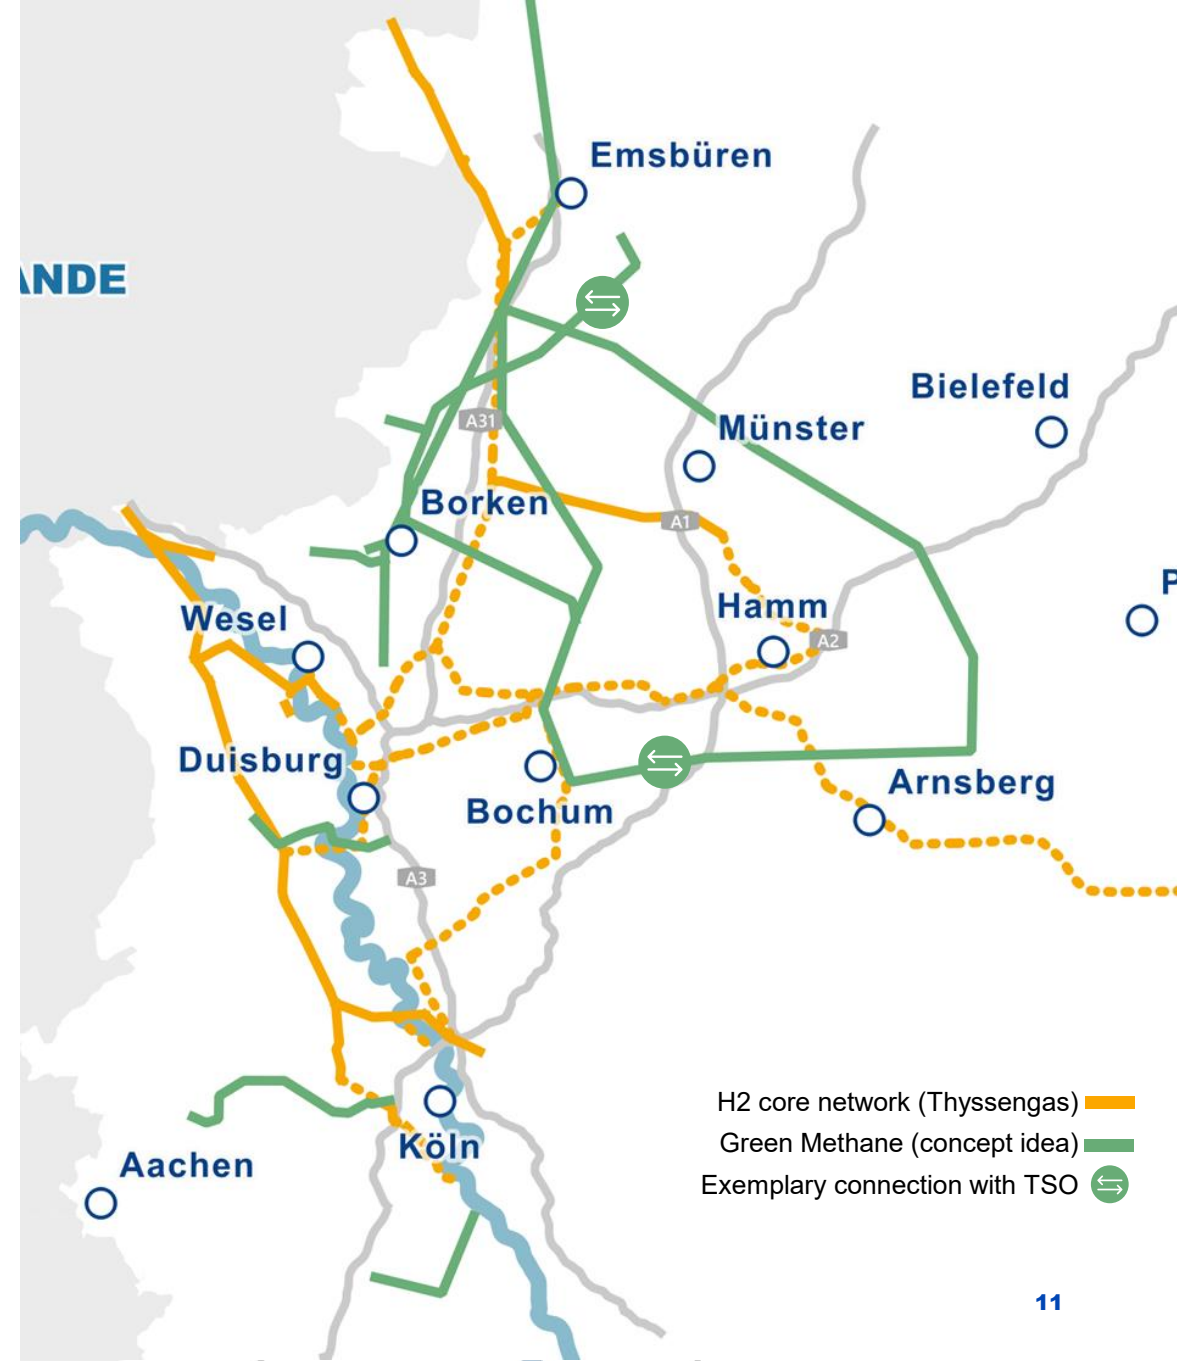 Emsbüren
ANDE
Bielefeld
A31
Münster
Borken
A1
P
Hamm
Wesel
A2
Duisburg
Arnsberg
Bochum
A3
H2 core network (Thyssengas)
Green Methane (concept idea)
Köln
Aachen
Exemplary connection with TSO
11